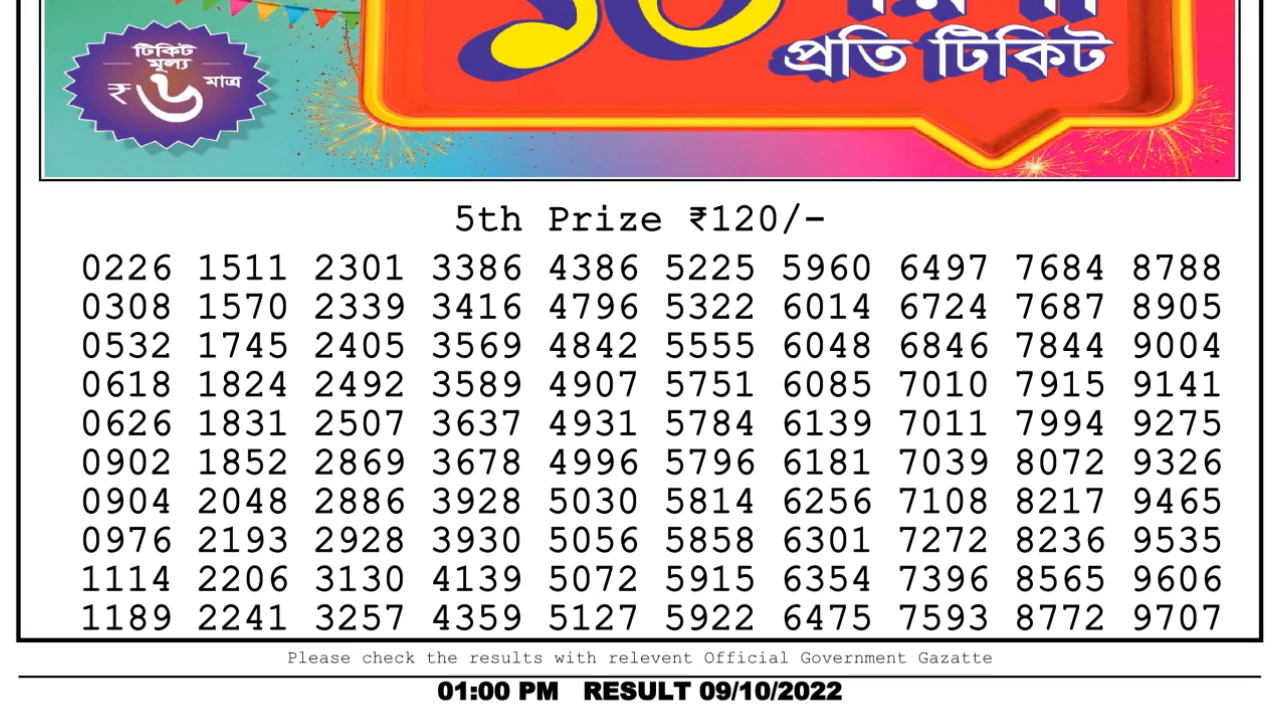 টিকিট
মূল্য
₹ ৬ মাত্র
প্রতি টিকিট
5th Prize ₹120/-
0226 1511 2301 3386 4386 5225 5960 6497 7684 8788
0308 1570 2339 3416 4796 5322 6014 6724 7687 8905
0532 1745 2405 3569 4842 5555 6048 6846 7844 9004
0618 1824 2492 3589 4907 5751 6085 7010 7915 9141
0626 1831 2507 3637 4931 5784 6139 7011 7994 9275
0902 1852 2869 3678 4996 5796 6181 7039 8072 9326
0904 2048 2886 3928 5030 5814 6256 7108 8217 9465
0976 2193 2928 3930 5056 5858 6301 7272 8236 9535
1114 2206 3130 4139 5072 5915 6354 7396 8565 9606
1189 2241 3257 4359 5127 5922 6475 7593 8772 9707
Please check the results with relevent Official Government Gazatte
01:00 PM RESULT 09/10/2022